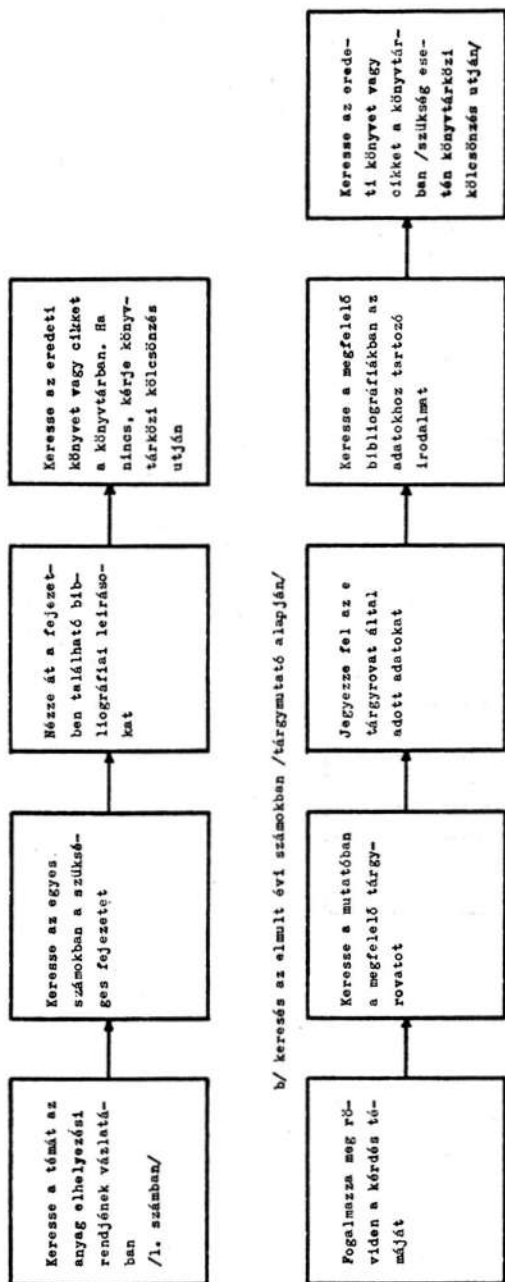 Keresse a témát az
anyag elhelyezési
rendjének vázlatá-
ban
/1. számban/
Keresse az egyes
számokban a szüksé-
ges fejezetet
Nézze át a fejezet-
ben található bib-
liográfiai leiráso-
kat
Keresse az eredeti
könyvet vagy cikket
a könyvtárban. Ha
nincs, kérje könyv-
tárközi kölcsönzés
utján
b/ keresés az elmult évi számokban /tárgymutató alapján/
Fogalmazza meg rö-
viden a kérdés té-
máját
Keresse a mutatóban
a megfelelő tárgy-
rovatot
Jegyezze fel az e
tárgyrovat által
adott adatokat
Keresse a megfelelő
bibliográfiákban az
adatokhoz tartozó
irodalmat
Keresse az erede-
ti könyvet vagy
cikket a könyvtár-
ban /szükség ese-
tén könyvtárközi
kölcsönzés utján/